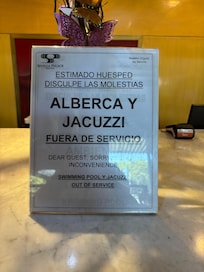 ESTIMADO HUESPED
DISCULPE LAS MOLESTIAS
ALBERCA Y
JACUZZI
FUERA DE SERVICIO
DEAR GUEST, SORRY
INCONVENIENCE
SWIMMING POOL Y JACUZZI
OUT OF SERVICE